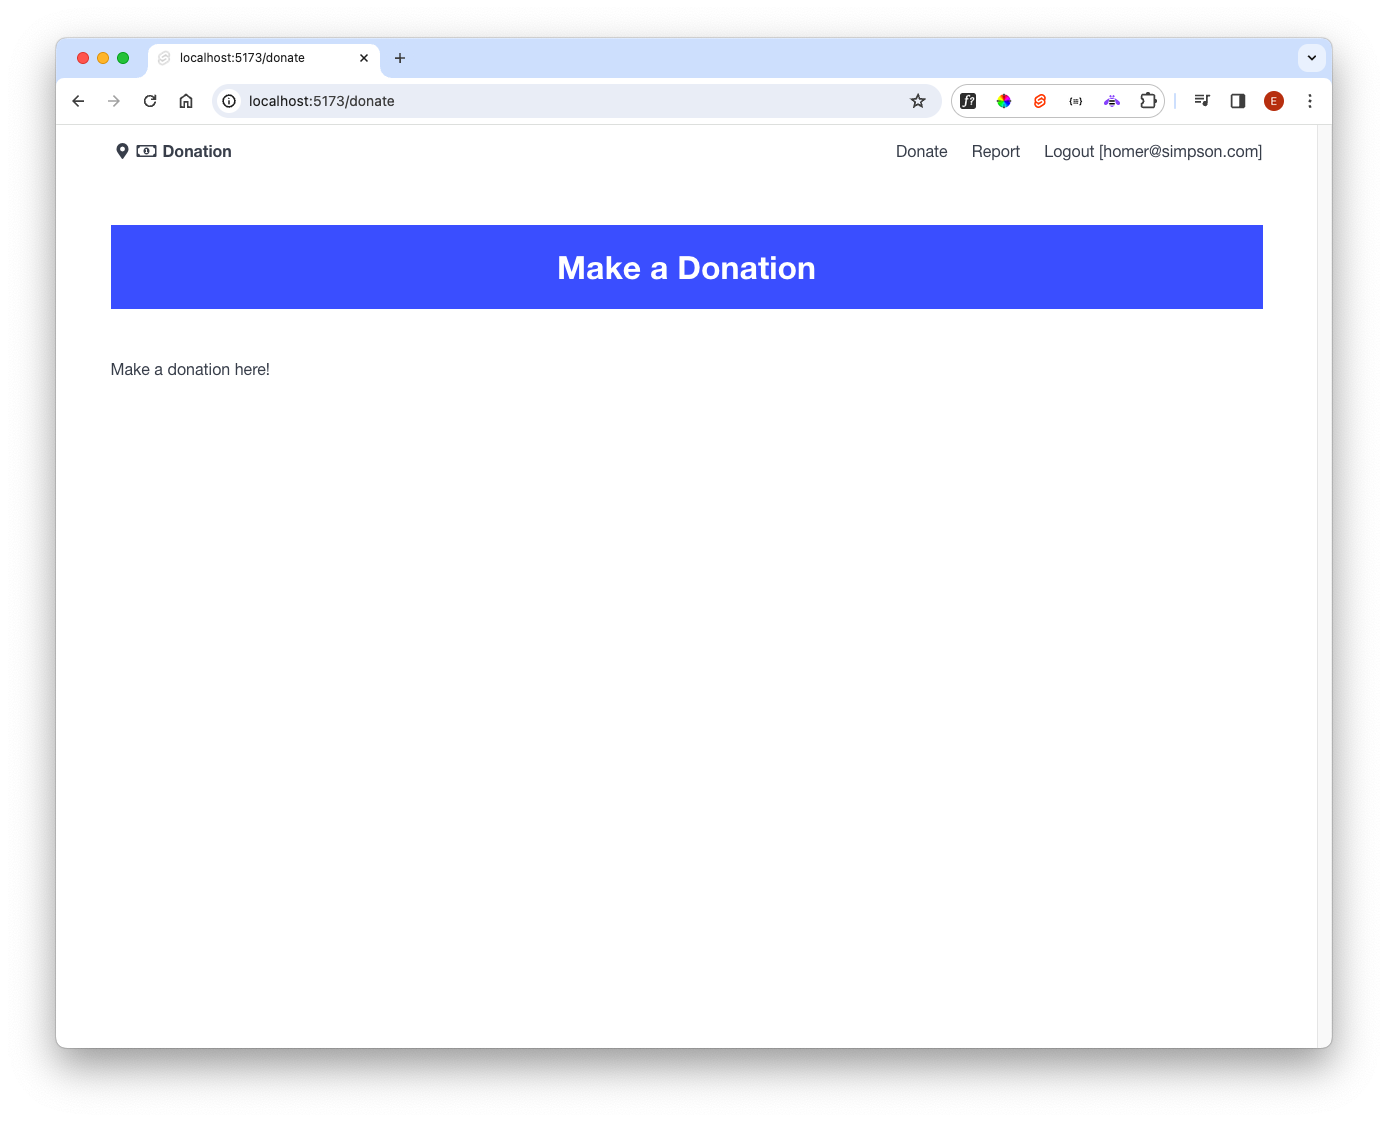 localhost:5173/donate
localhost:5173/donate
f?
{≡}
E
Donation
Donate Report Logout [homer@simpson.com]
Make a Donation
Make a donation here!